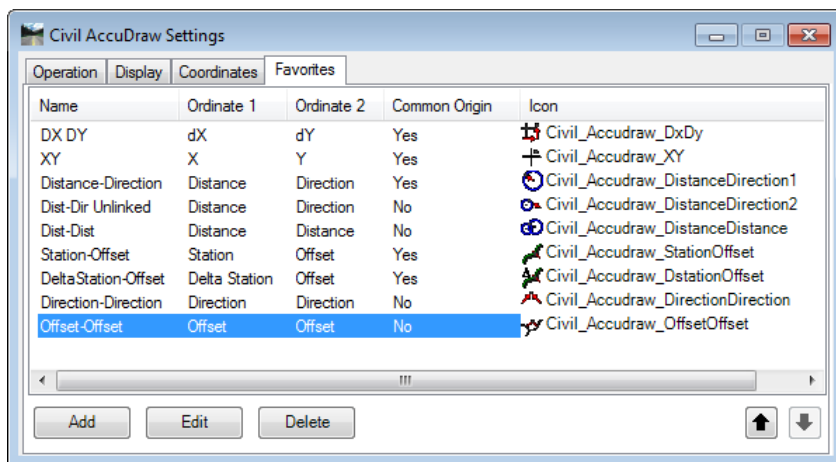 Civil AccuDraw Settings
Operation Display Coordinates Favorites
Name Ordinate 1 Ordinate 2 Common Origin Icon
DX DY dX dY Yes Civil_Accudraw_DxDy
XY X Y Yes Civil_Accudraw_XY
Distance-Direction Distance Direction Yes Civil_Accudraw_DistanceDirection1
Dist-Dir Unlinked Distance Direction No Civil_Accudraw_DistanceDirection2
Dist-Dist Distance Distance No Civil_Accudraw_DistanceDistance
Station-Offset Station Offset Yes Civil_Accudraw_StationOffset
DeltaStation-Offset Delta Station Offset Yes Civil_Accudraw_DstationOffset
Direction-Direction Direction Direction No Civil_Accudraw_DirectionDirection
Offset-Offset Offset Offset No Civil_Accudraw_OffsetOffset
Add Edit Delete